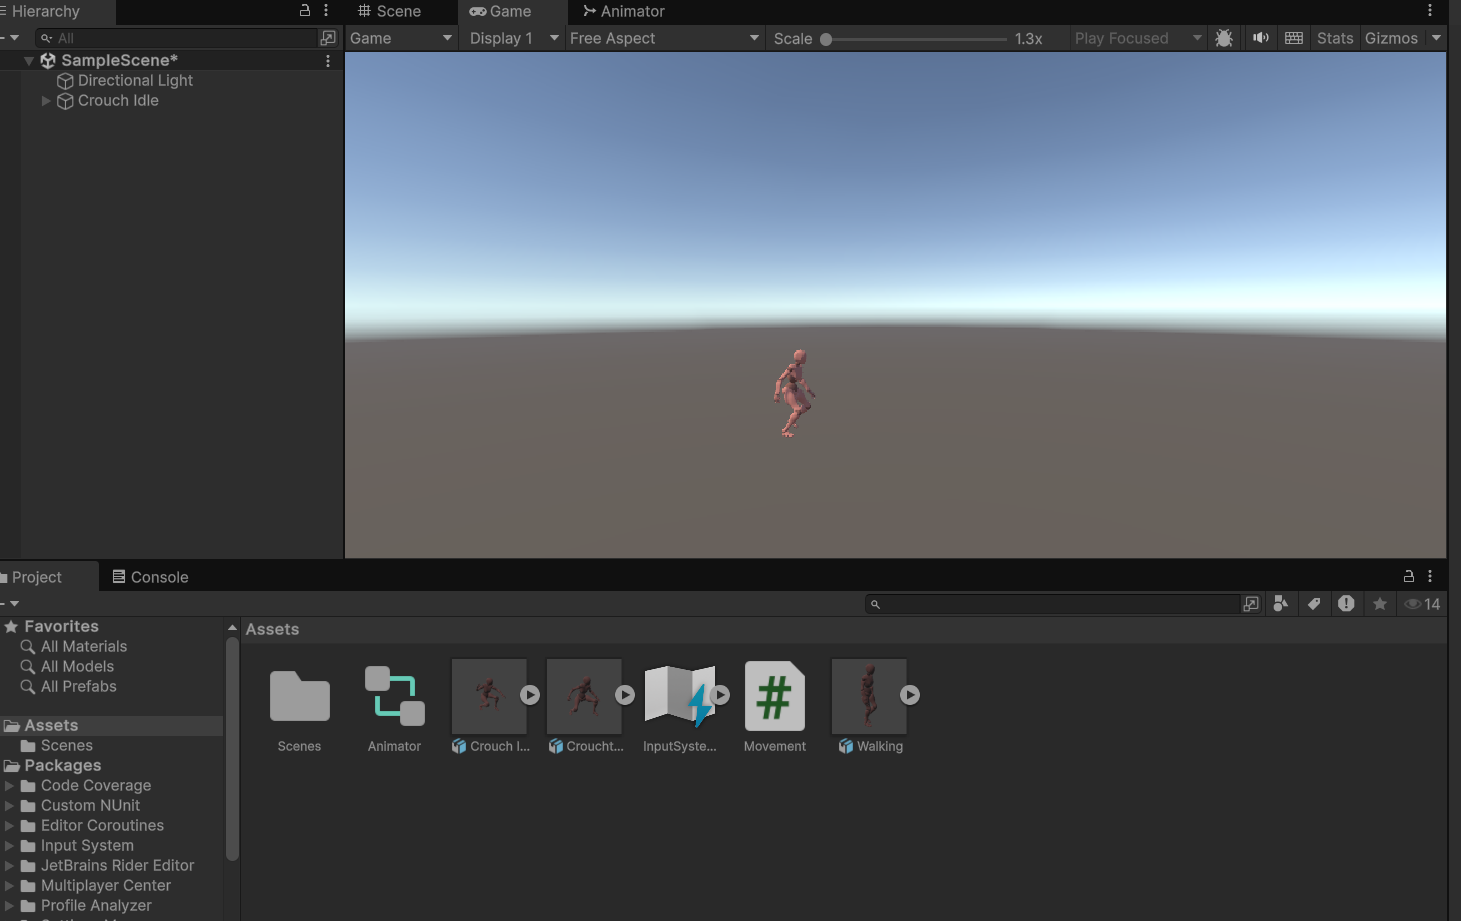 Hierarchy
Scene
Game
Animator
All
Game
Display 1
Free Aspect
Scale
1.3x
Play Focused
Stats
Gizmos
SampleScene*
Directional Light
Crouch Idle
Project
Console
14
Favorites
All Materials
All Models
All Prefabs
Assets
Scenes
Packages
Code Coverage
Custom NUnit
Editor Coroutines
Input System
JetBrains Rider Editor
Multiplayer Center
Profile Analyzer
Assets
Scenes
Animator
Crouch I...
Croucht...
InputSyste...
Movement
Walking